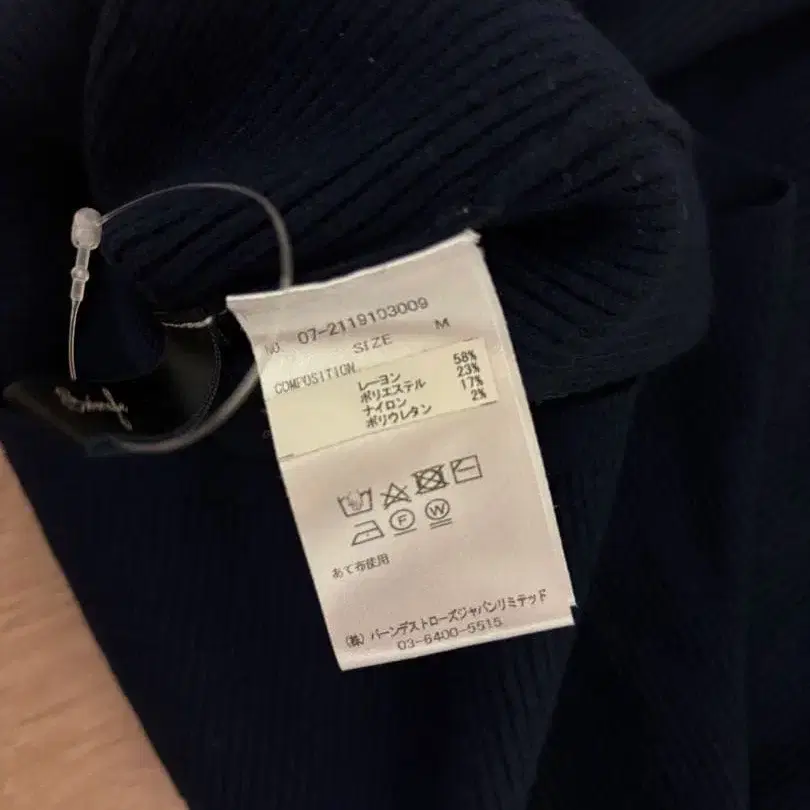 NO. 07-2119103009
SIZE M
COMPOSITION
レーヨン 58%
ポリエステル 23%
ナイロン 17%
ポリウレタン 2%
F W
あて布使用
(株) バーンデストローズジャパンリミテッド
03-6400-5515